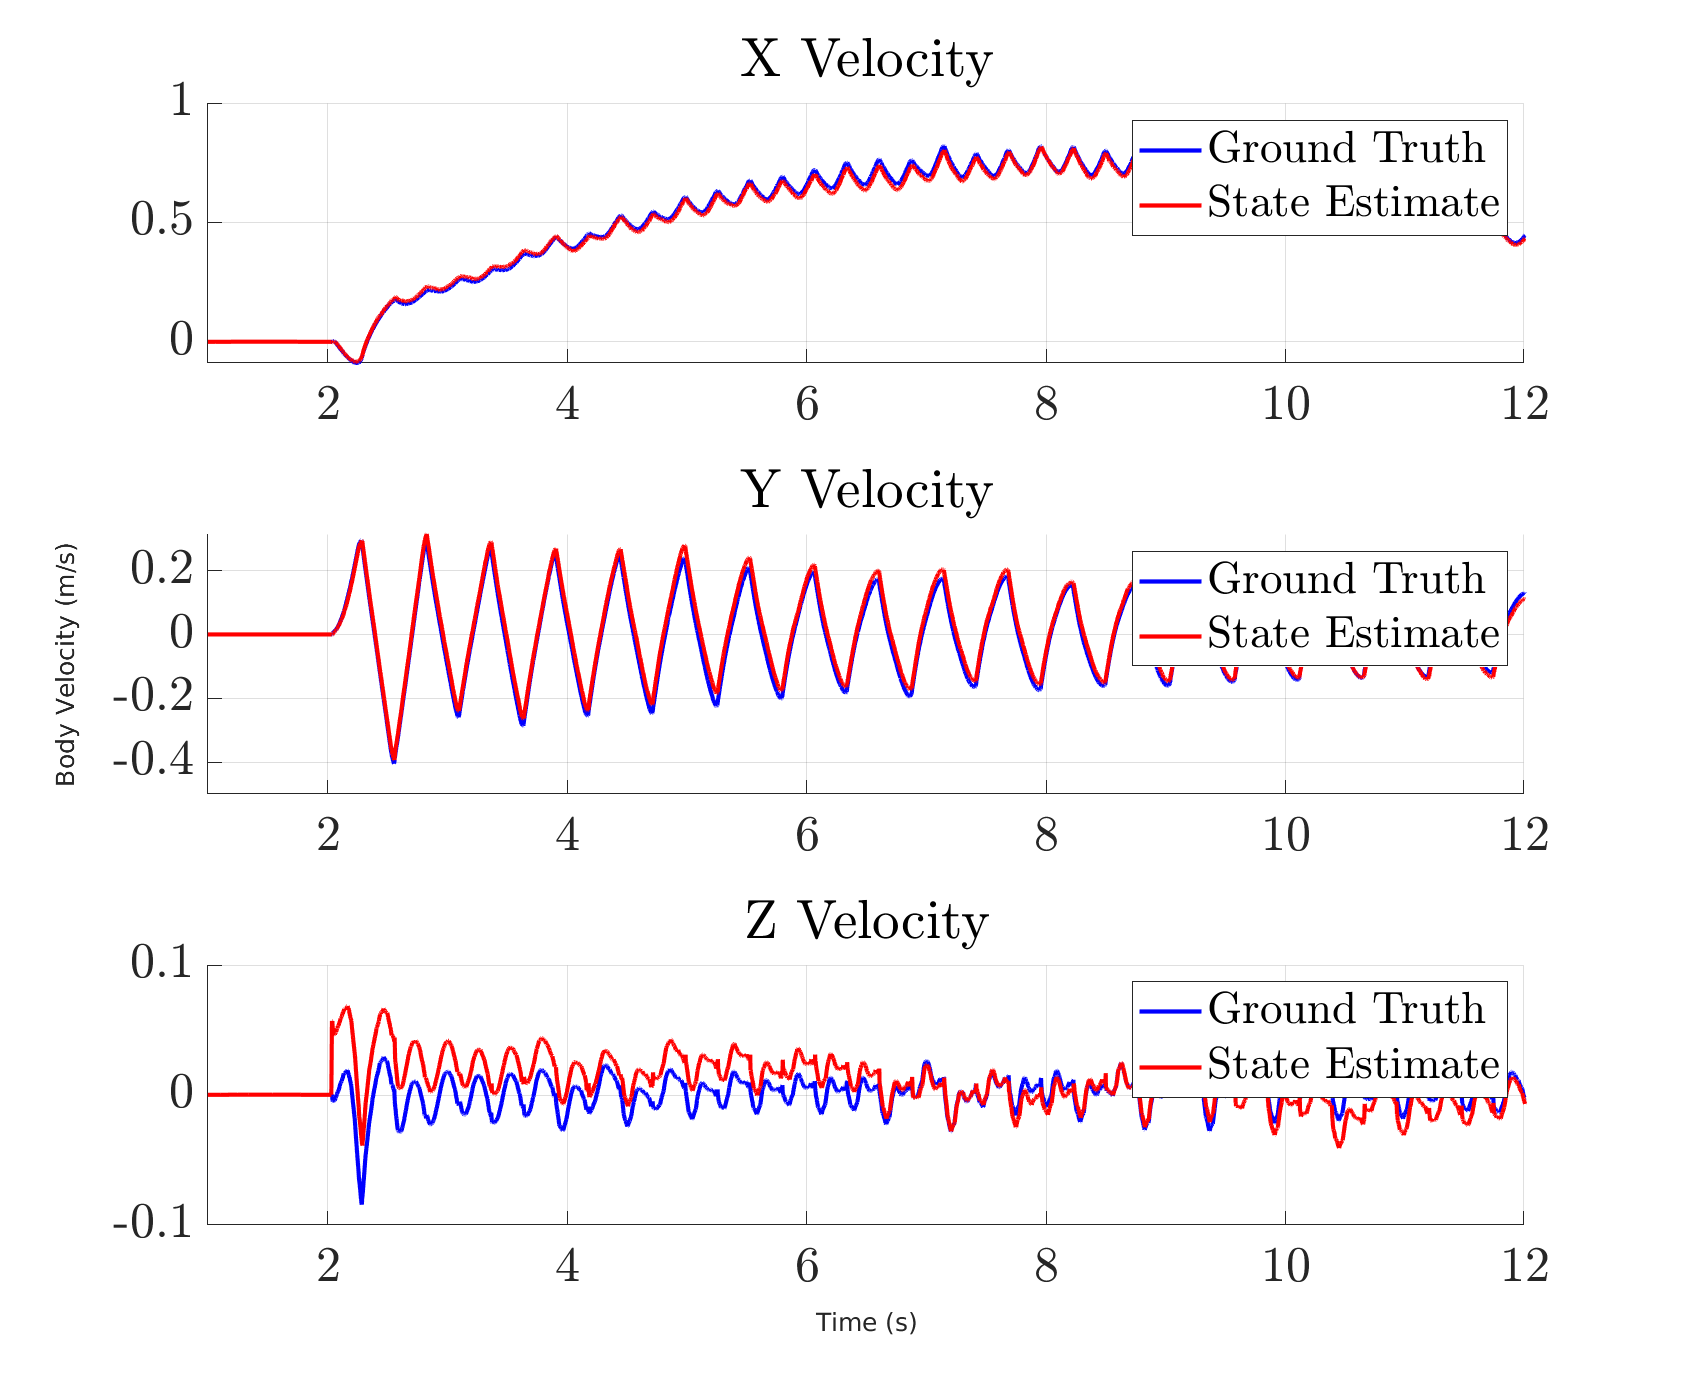 X Velocity
1
0.5
0
Ground Truth
State Estimate
2 4 6 8 10 12
Y Velocity
Body Velocity (m/s)
0.2
0
-0.2
-0.4
Ground Truth
State Estimate
2 4 6 8 10 12
Z Velocity
0.1
0
-0.1
Ground Truth
State Estimate
2 4 6 8 10 12
Time (s)